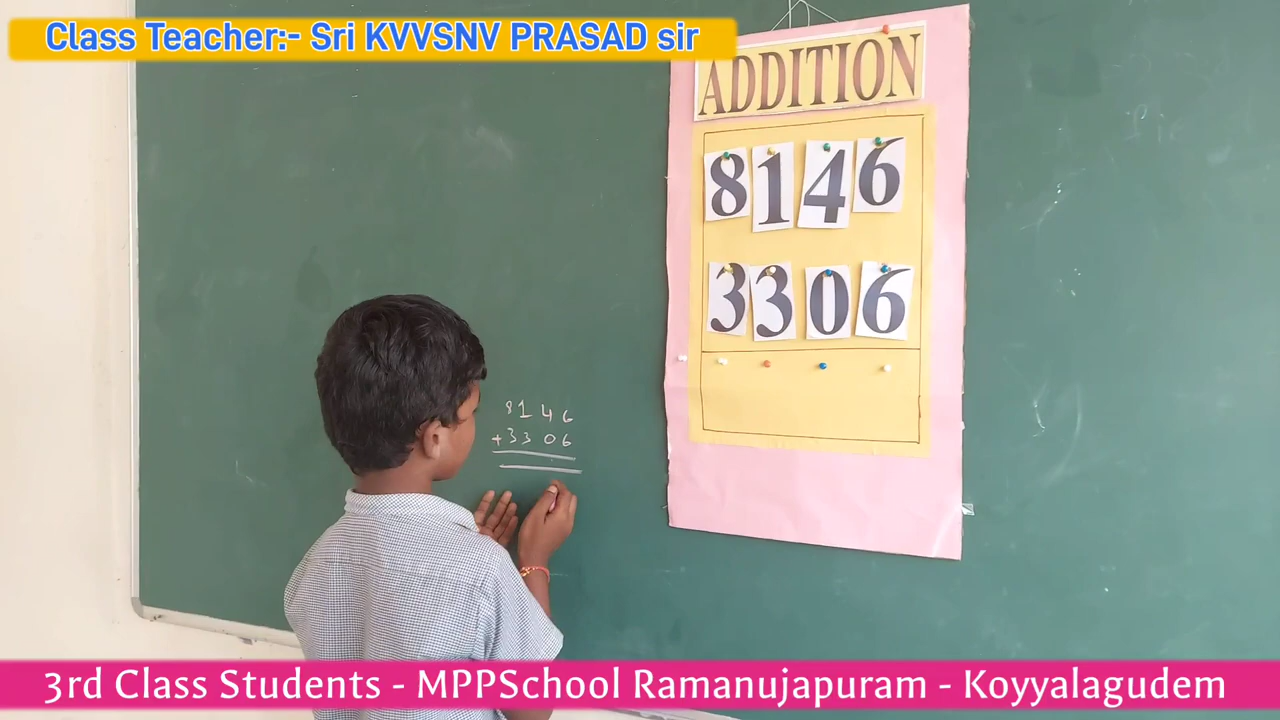 Class Teacher:- Sri KVVSNV PRASAD sir
ADDITION
8146
3306
8146
+3306
3rd Class Students - MPPSchool Ramanujapuram - Koyyalagudem